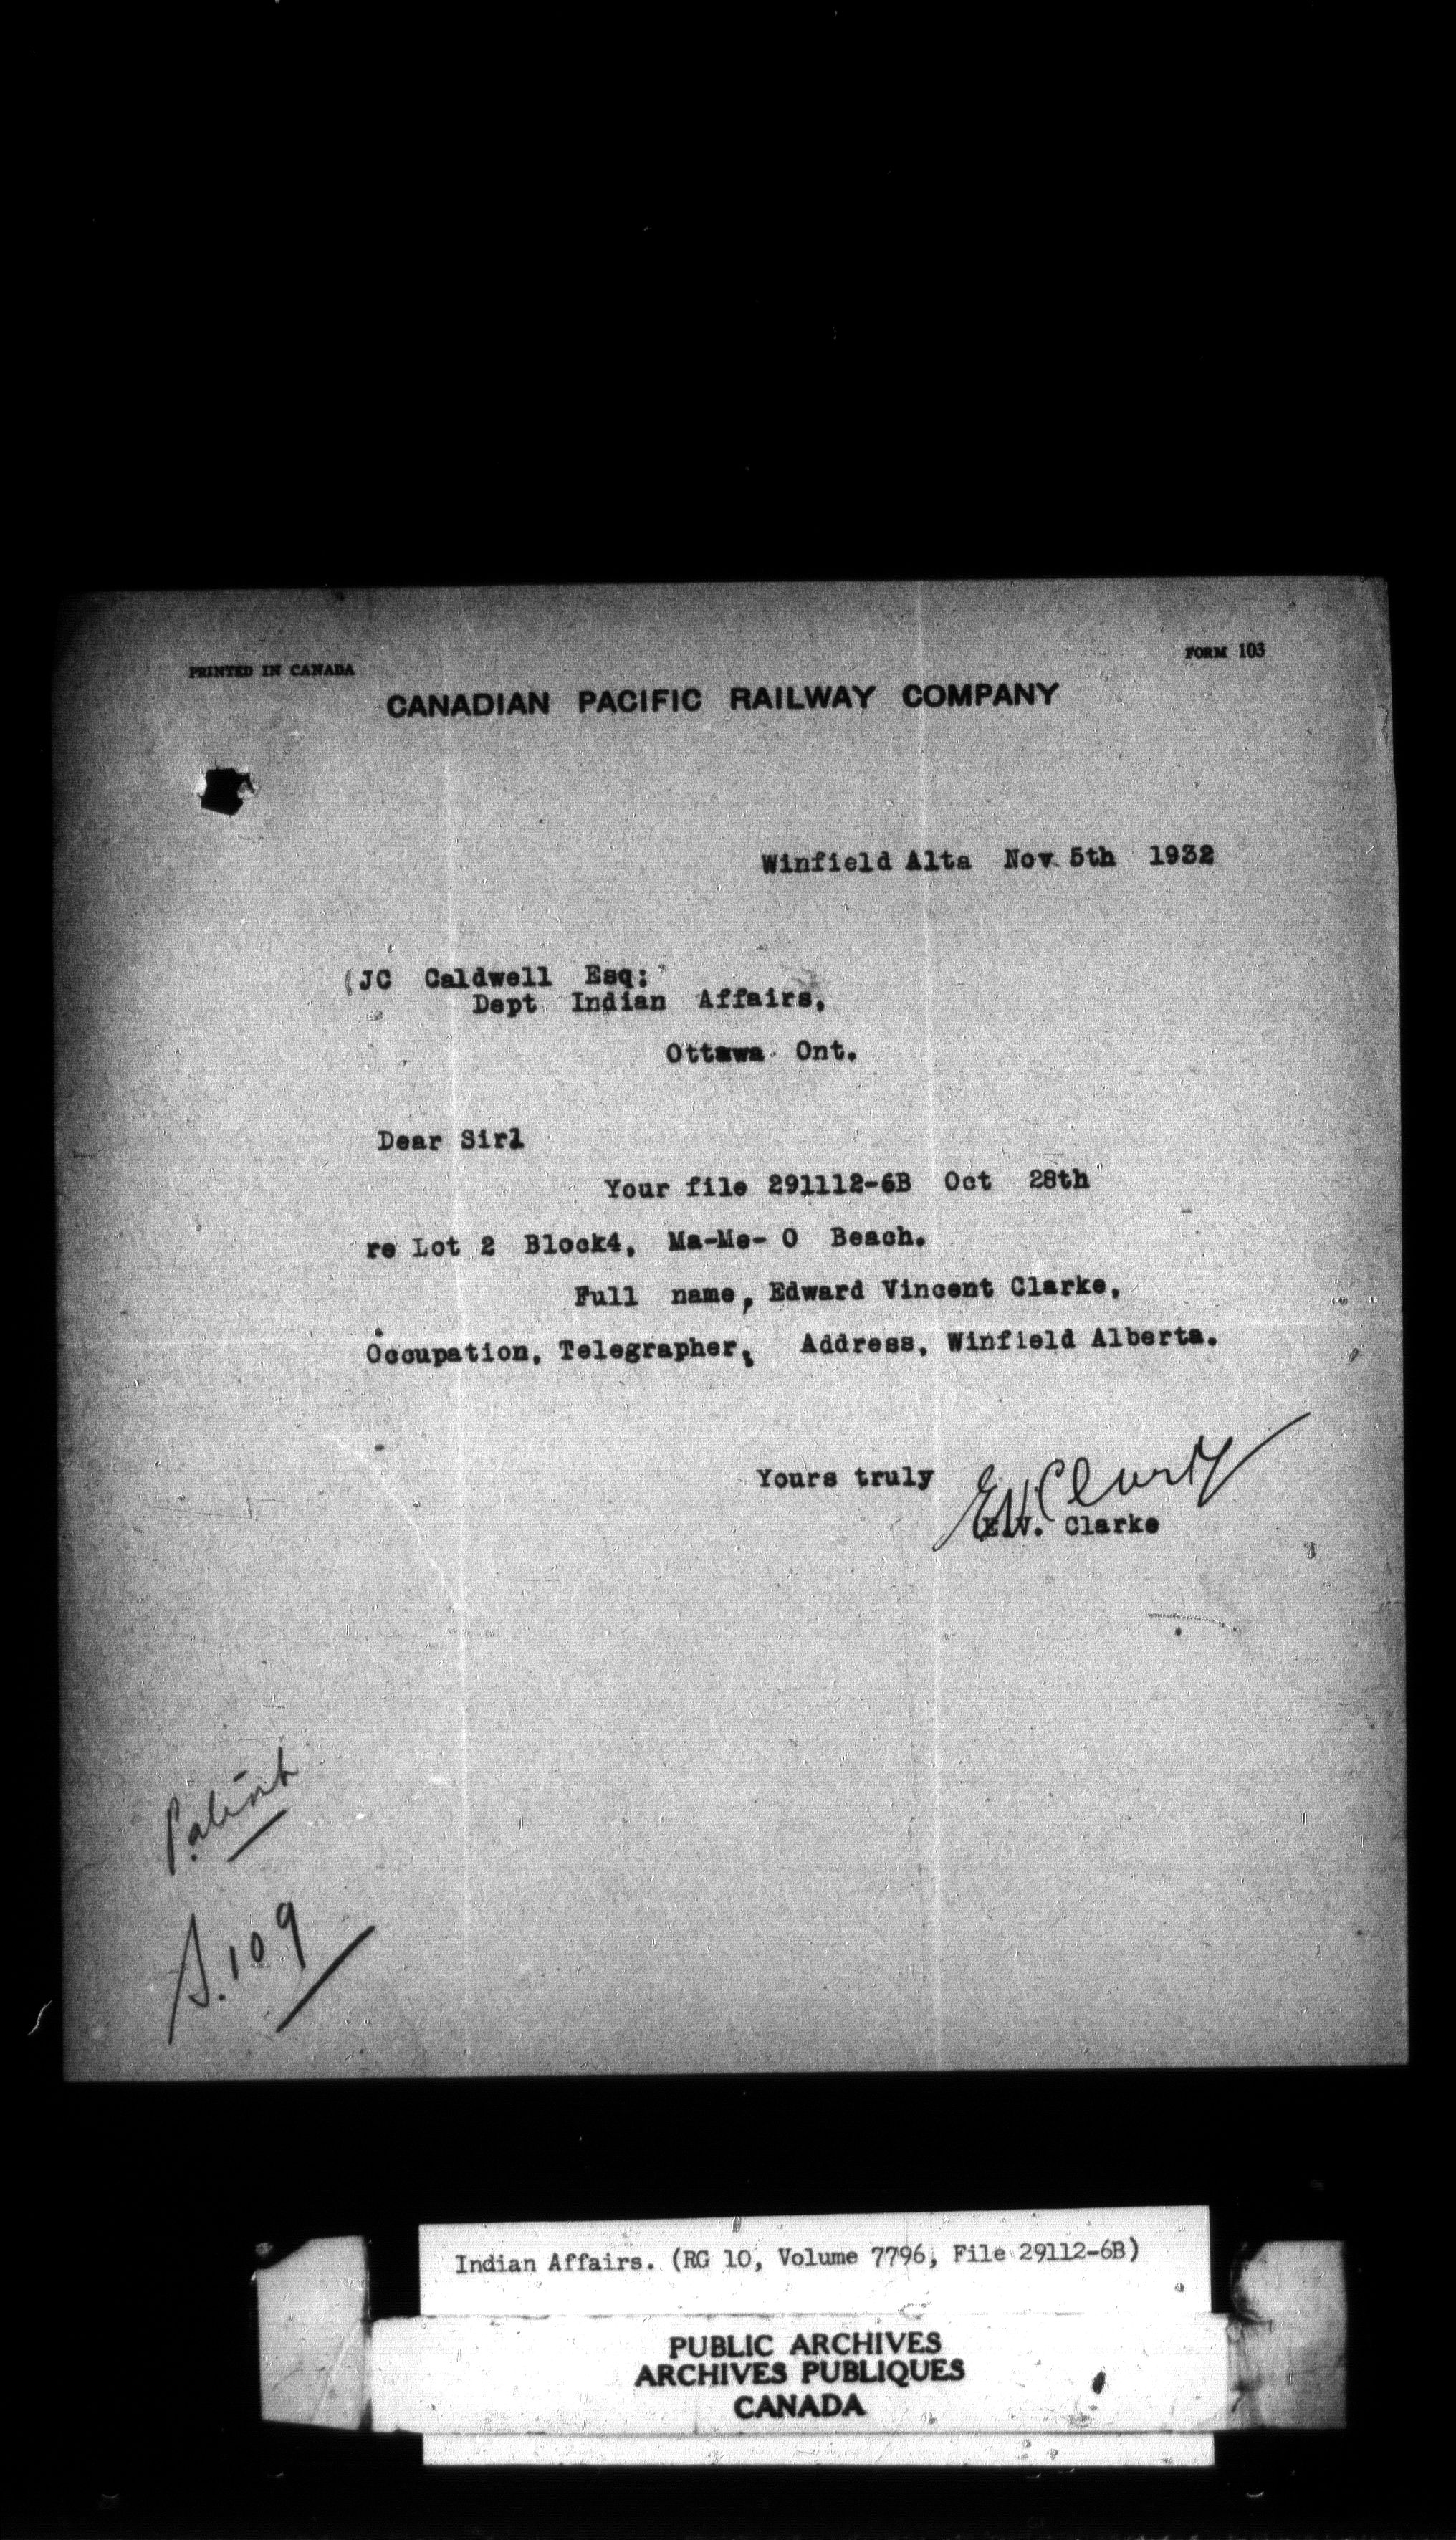 PRINTED IN CANADA
FORM 103
CANADIAN PACIFIC RAILWAY COMPANY
Winfield Alta Nov 5th 1932
(JC Caldwell Esq:
Dept Indian Affairs,
Ottawa Ont.
Dear Sirl
Your file 291112-6B Oct 28th
re Lot 2 Block4, Ma-Me- O Beach.
Full name, Edward Vincent Clarke,
Occupation, Telegrapher, Address, Winfield Alberta.
Yours truly
E.V. Clarke
E.V. Clarke
Patent
S.109
Indian Affairs. (RG 10, Volume 7796, File 29112-6B)
PUBLIC ARCHIVES
ARCHIVES PUBLIQUES
CANADA